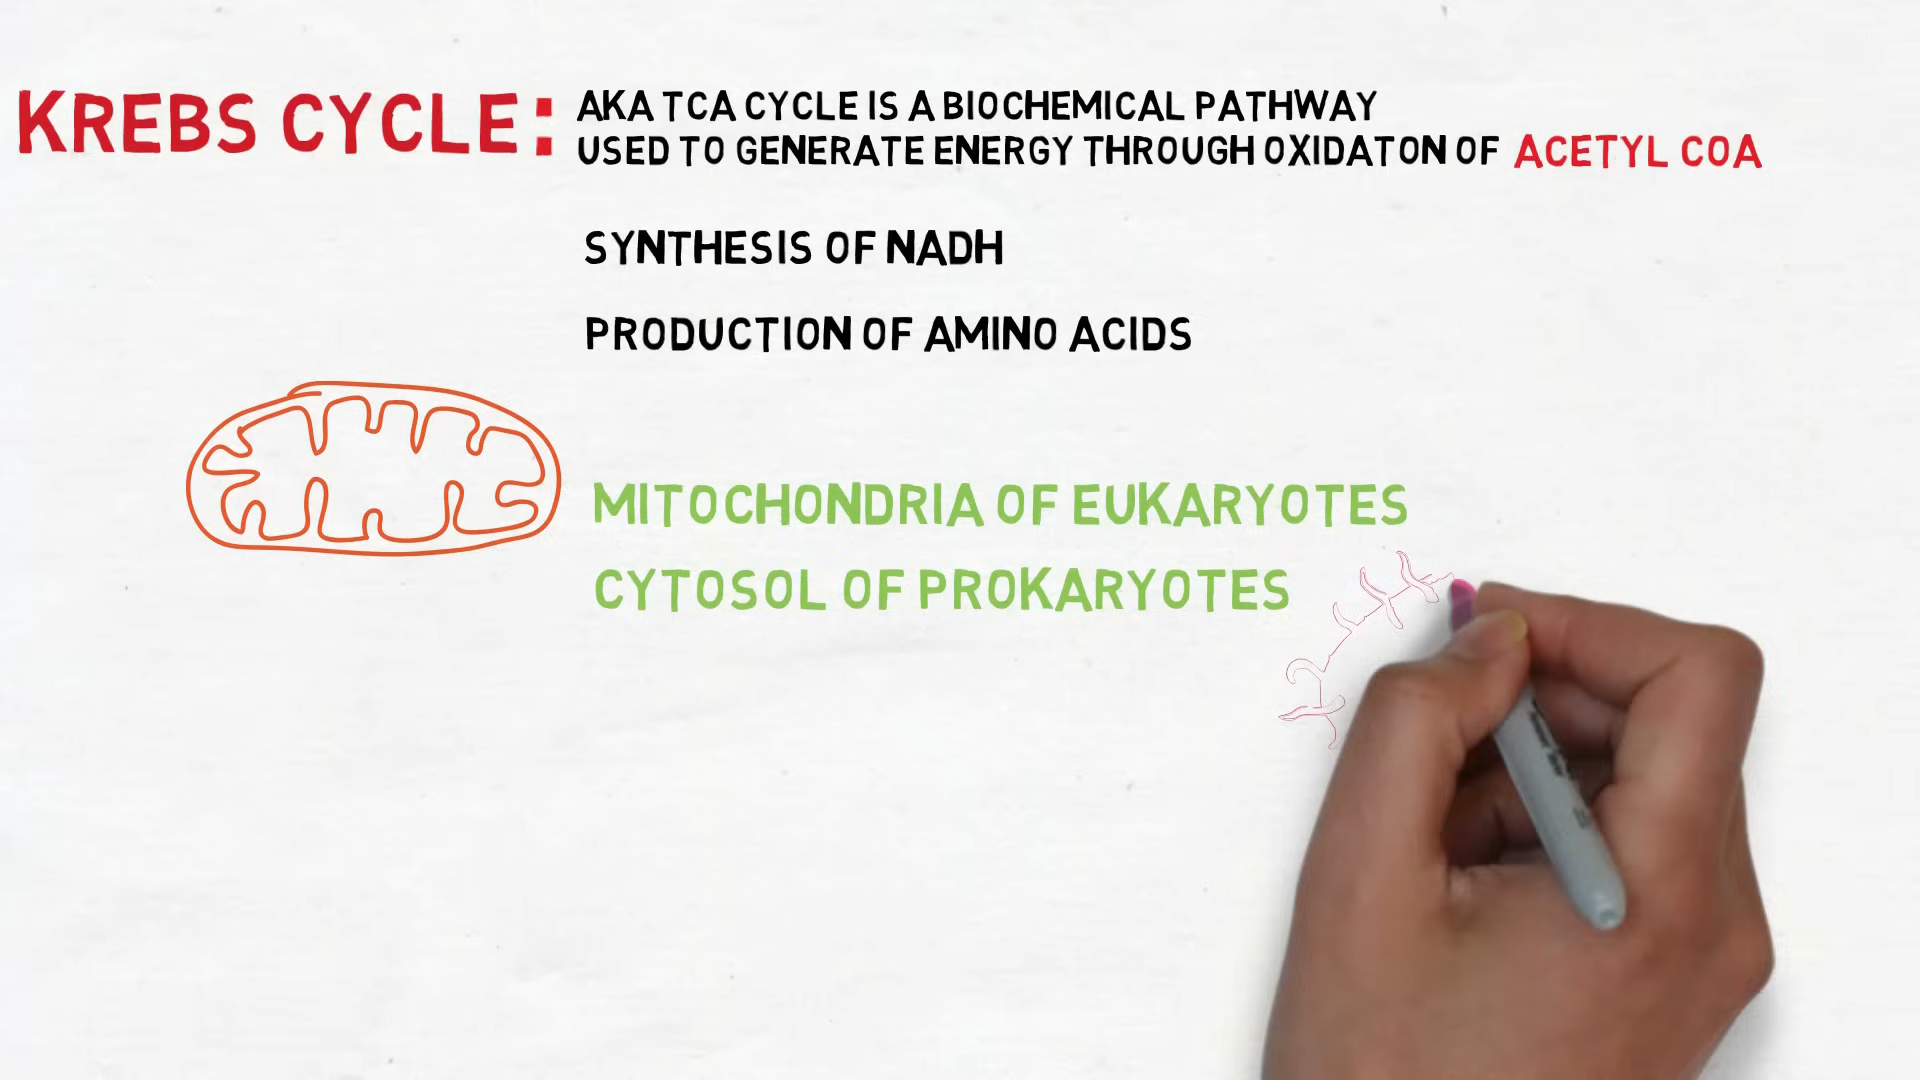 KREBS CYCLE:
AKA TCA CYCLE IS A BIOCHEMICAL PATHWAY
USED TO GENERATE ENERGY THROUGH OXIDATON OF ACETYL COA
SYNTHESIS OF NADH
PRODUCTION OF AMINO ACIDS
MITOCHONDRIA OF EUKARYOTES
CYTOSOL OF PROKARYOTES